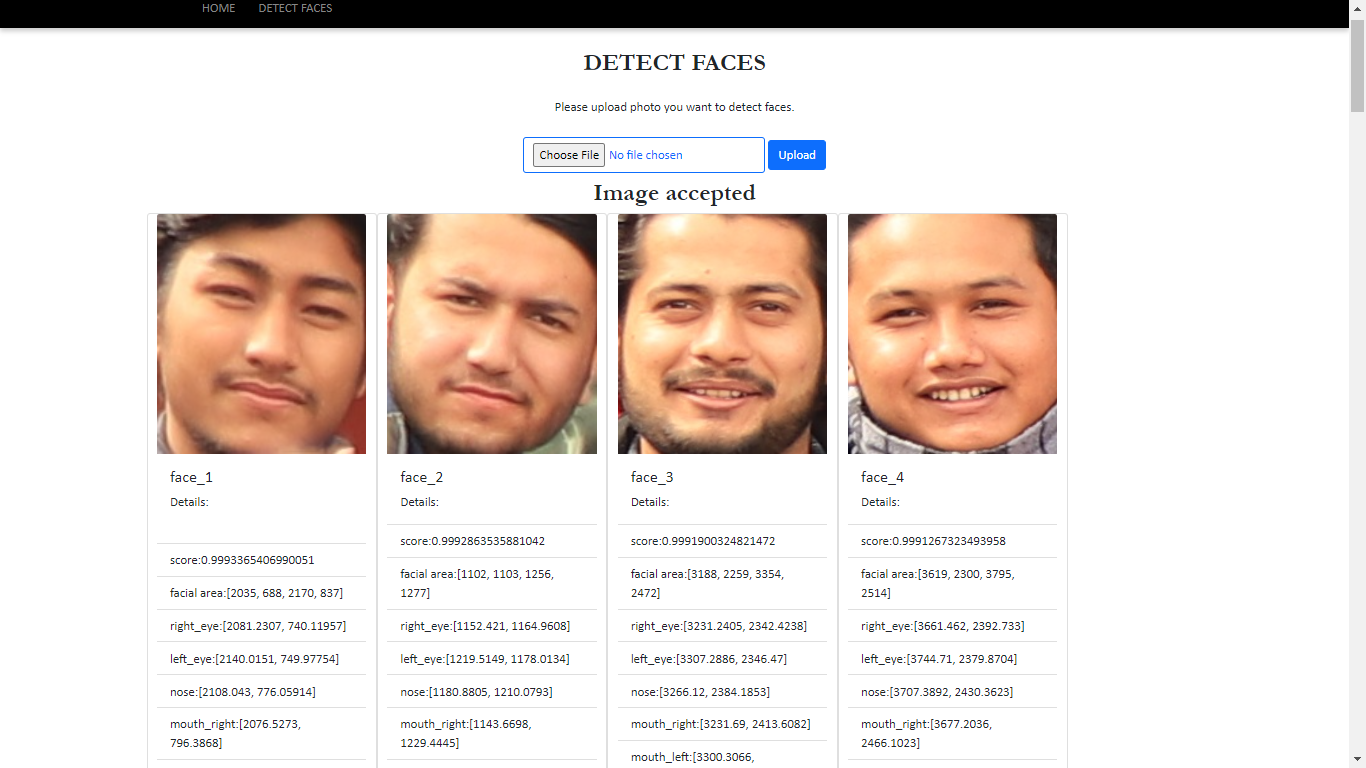 HOME DETECT FACES
DETECT FACES
Please upload photo you want to detect faces.
Choose File No file chosen Upload
Image accepted
face_1
Details:
score:0.9993365406990051
facial area:[2035, 688, 2170, 837]
right_eye:[2081.2307, 740.11957]
left_eye:[2140.0151, 749.97754]
nose:[2108.043, 776.05914]
mouth_right:[2076.5273,
796.3868]
face_2
Details:
score:0.9992863535881042
facial area:[1102, 1103, 1256,
1277]
right_eye:[1152.421, 1164.9608]
left_eye:[1219.5149, 1178.0134]
nose:[1180.8805, 1210.0793]
mouth_right:[1143.6698,
1229.4445]
face_3
Details:
score:0.9991900324821472
facial area:[3188, 2259, 3354,
2472]
right_eye:[3231.2405, 2342.4238]
left_eye:[3307.2886, 2346.47]
nose:[3266.12, 2384.1853]
mouth_right:[3231.69, 2413.6082]
mouth_left:[3300.3066,
face_4
Details:
score:0.9991267323493958
facial area:[3619, 2300, 3795,
2514]
right_eye:[3661.462, 2392.733]
left_eye:[3744.71, 2379.8704]
nose:[3707.3892, 2430.3623]
mouth_right:[3677.2036,
2466.1023]